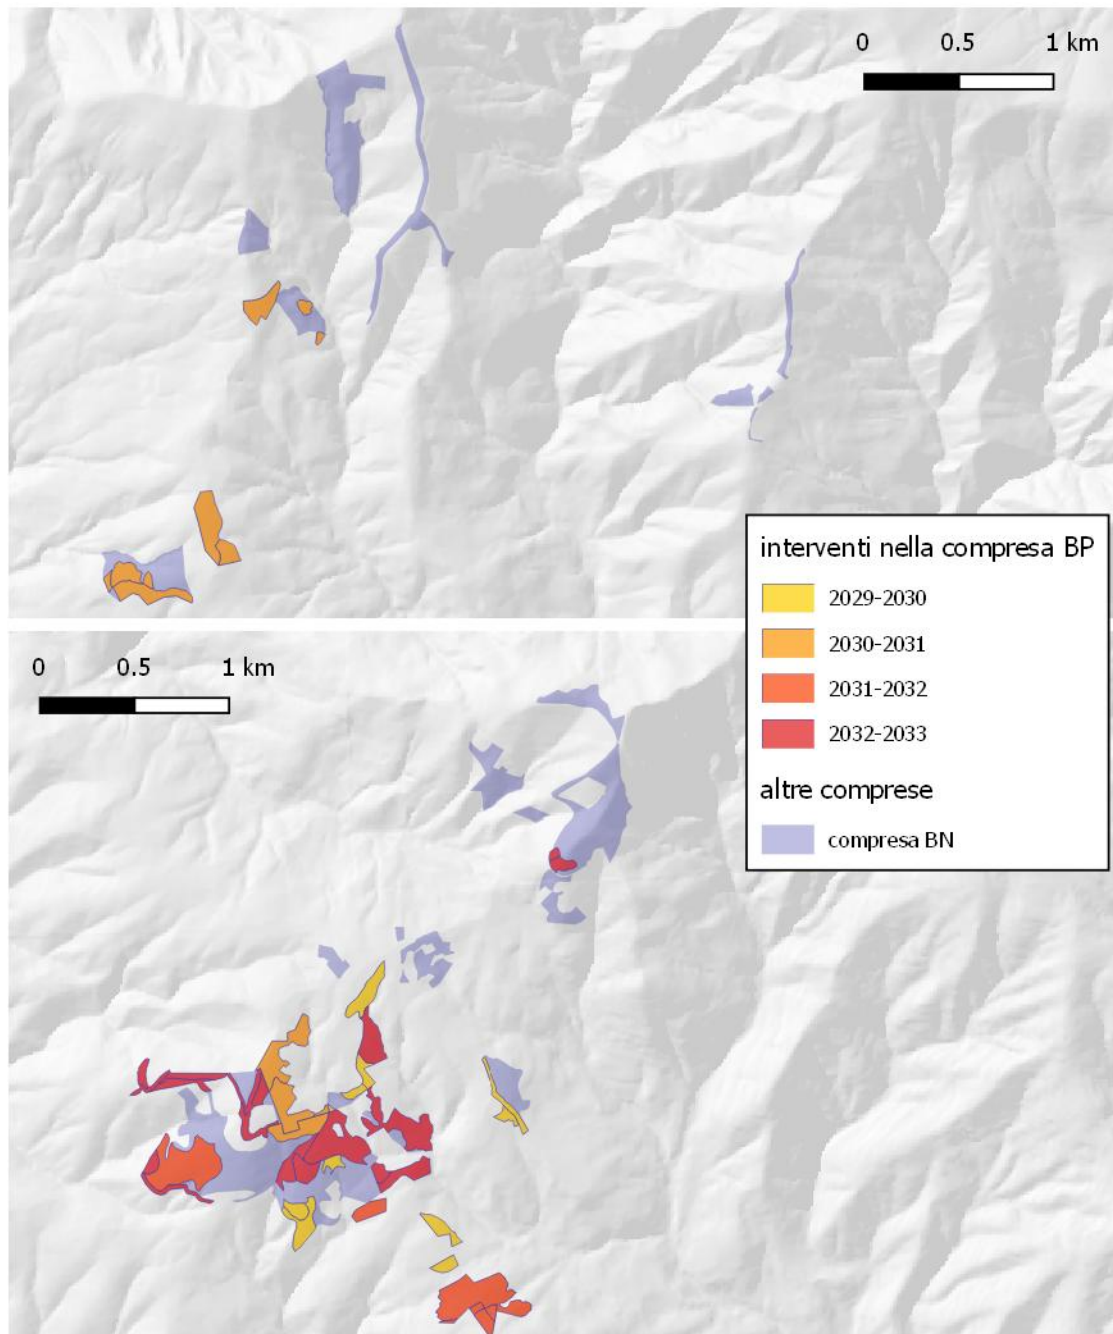 0 0.5 1 km
interventi nella compresa BP
2029-2030
2030-2031
2031-2032
2032-2033
altre comprese
compresa BN
0 0.5 1 km